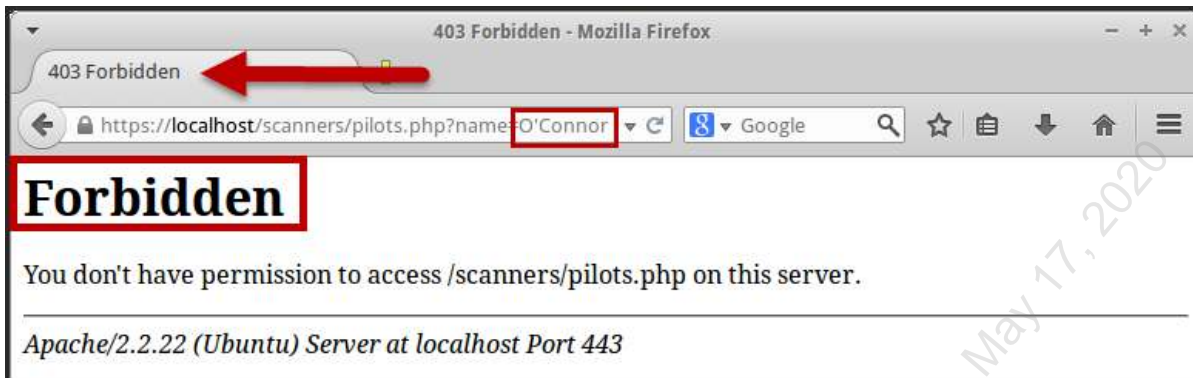 403 Forbidden - Mozilla Firefox
403 Forbidden
https://localhost/scanners/pilots.php?name=O'Connor
Google
Forbidden
You don't have permission to access /scanners/pilots.php on this server.
Apache/2.2.22 (Ubuntu) Server at localhost Port 443
May 17, 2020